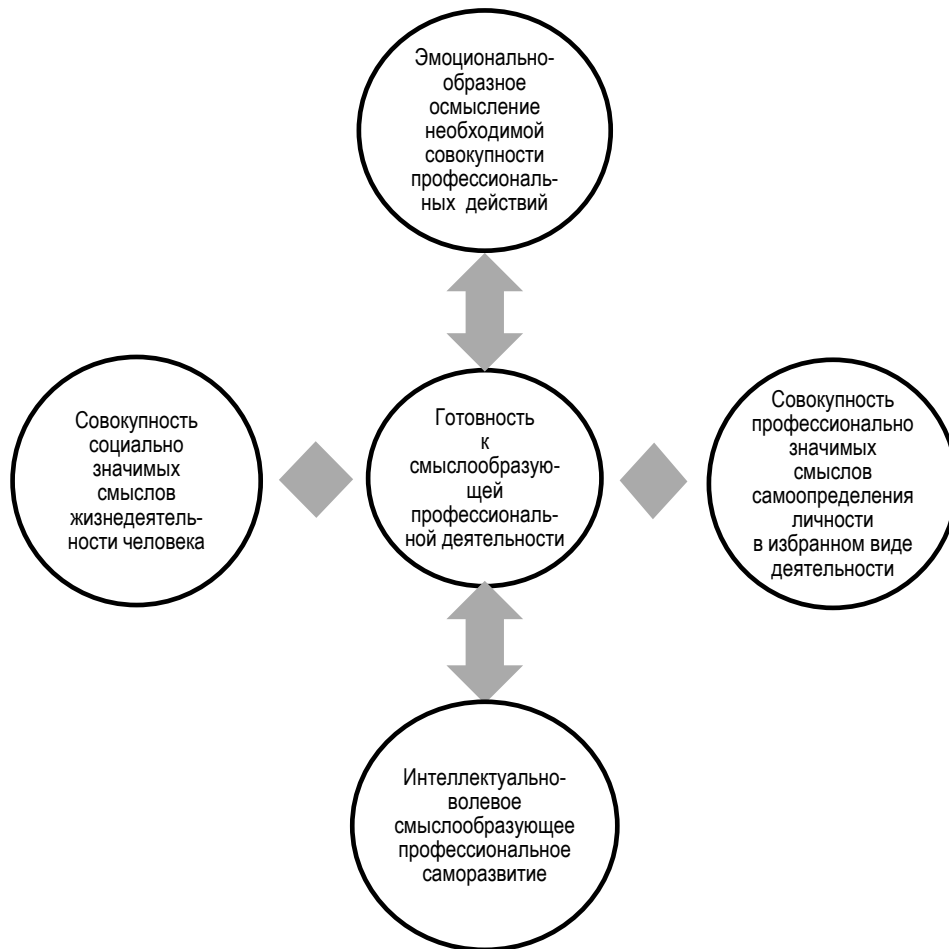 Эмоционально-
образное
осмысление
необходимой
совокупности
профессиональ-
ных действий
Совокупность
социально
значимых
смыслов
жизнедеятель-
ности человека
Готовность
к
смыслообразую-
щей
профессиональ-
ной деятельности
Совокупность
профессионально
значимых
смыслов
самоопределения
личности
в избранном виде
деятельности
Интеллектуально-
волевое
смыслообразующее
профессиональное
саморазвитие